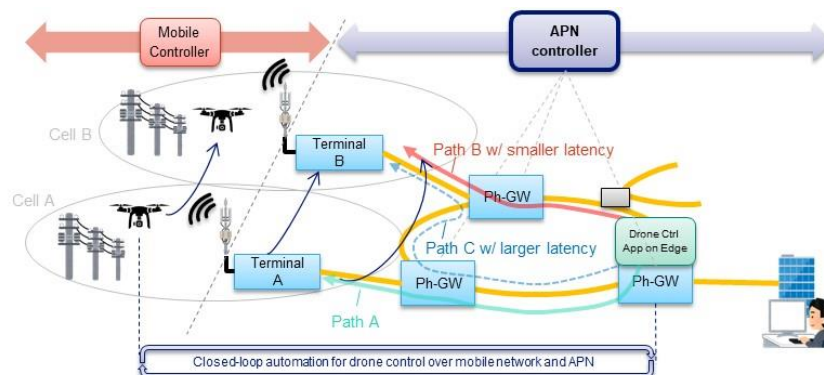 Mobile
Controller
APN
controller
Cell B
Terminal
B
Path B w/ smaller latency
Ph-GW
Cell A
Drone Ctrl
App on Edge
Path C w/ larger latency
Terminal
A
Ph-GW
Ph-GW
Path A
Closed-loop automation for drone control over mobile network and APN